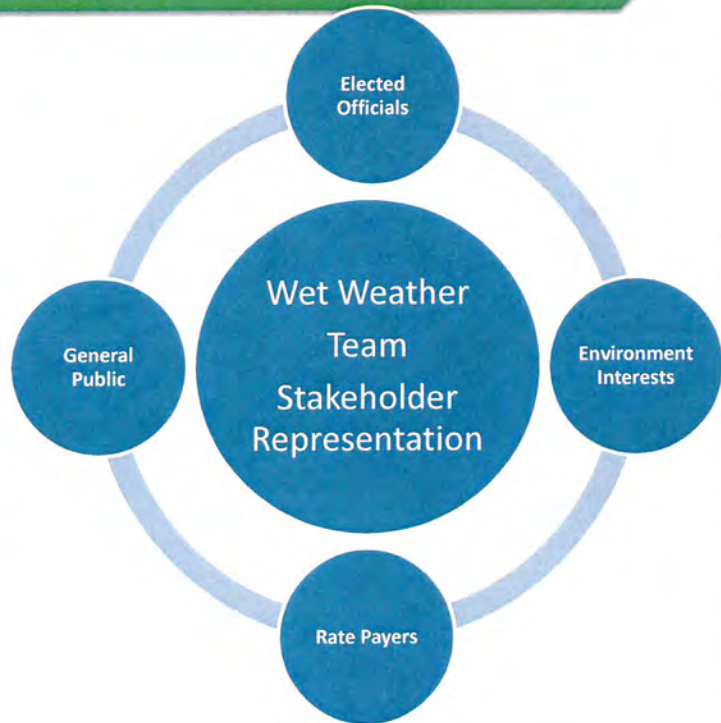 Elected
Officials
Wet Weather
Team
Stakeholder
Representation
General
Public
Environment
Interests
Rate Payers